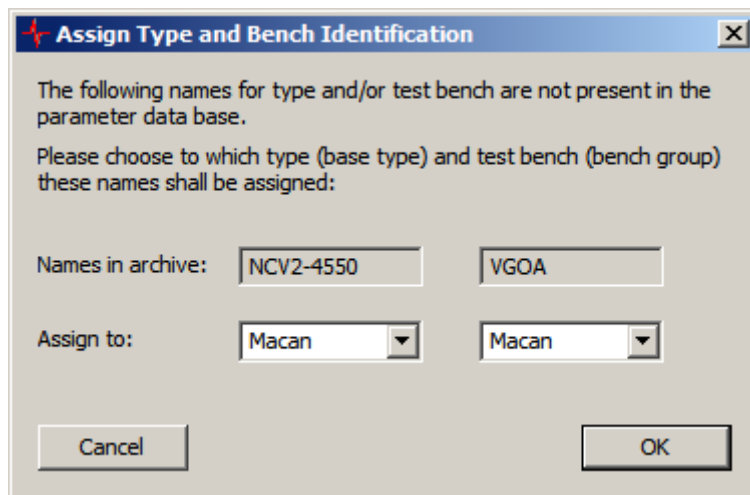 Assign Type and Bench Identification
The following names for type and/or test bench are not present in the
parameter data base.
Please choose to which type (base type) and test bench (bench group)
these names shall be assigned:
Names in archive: NCV2-4550 VGOA
Assign to: Macan Macan
Cancel OK